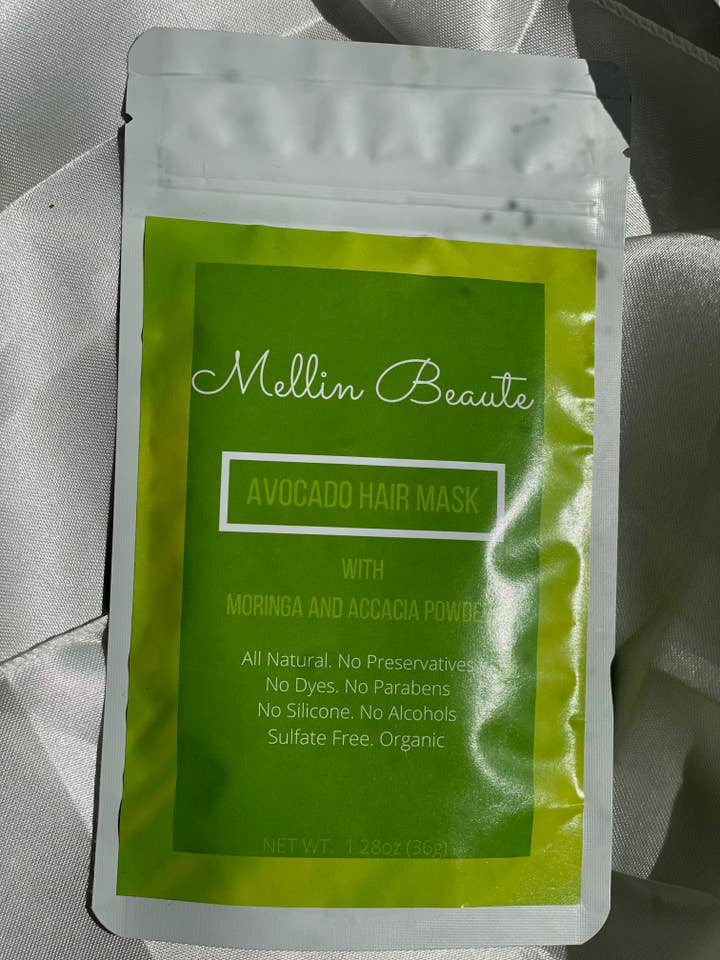 Mellin Beaute
AVOCADO HAIR MASK
WITH
MORINGA AND ACCACIA POWDER
All Natural. No Preservatives
No Dyes. No Parabens
No Silicone. No Alcohols
Sulfate Free. Organic
NET WT. 1.28oz (36g)